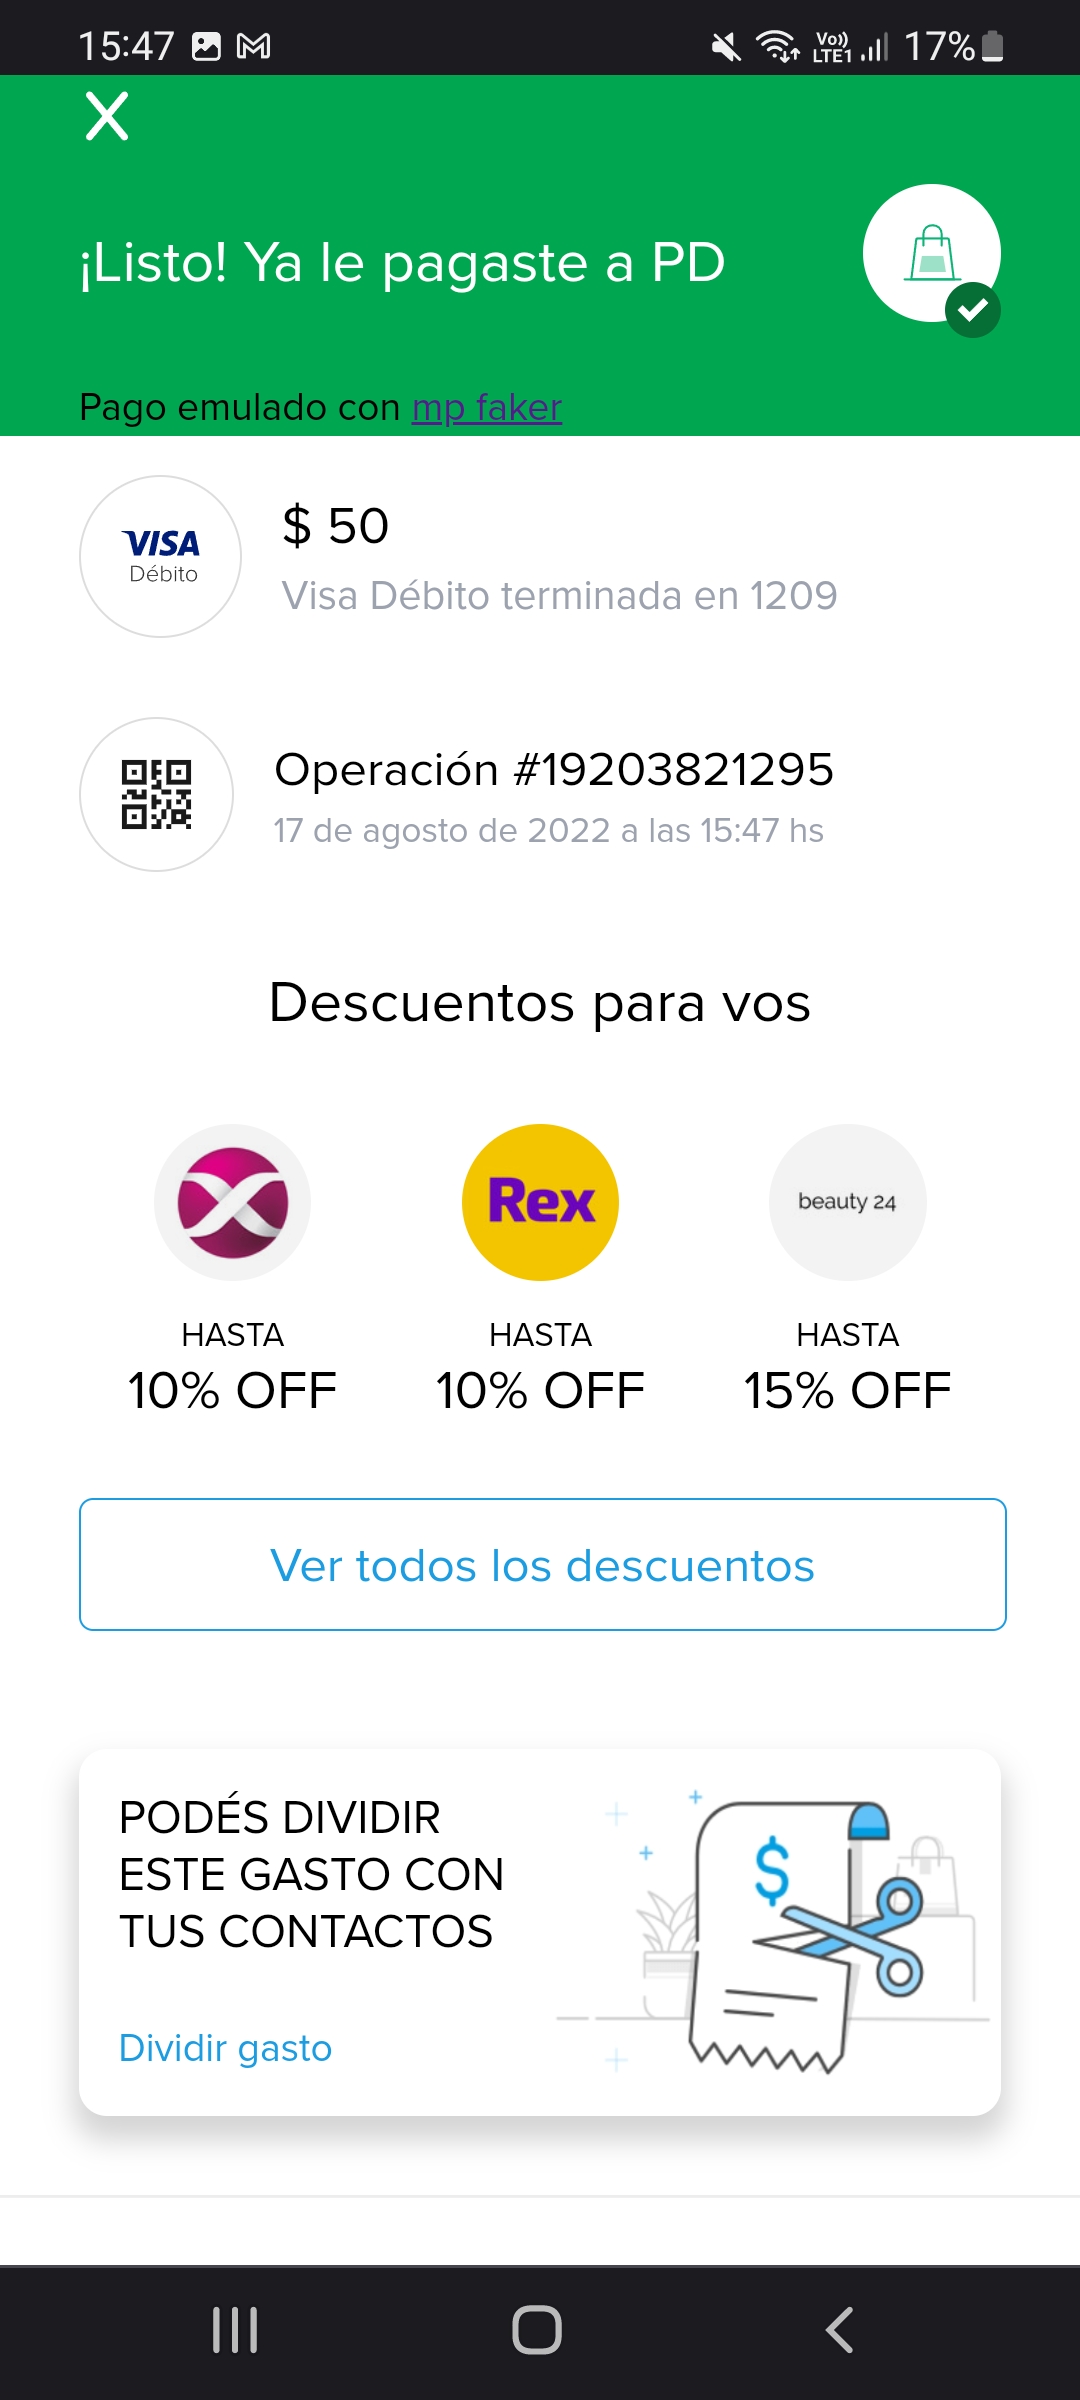 15:47
Vo)) LTE1 17%
¡Listo! Ya le pagaste a PD
Pago emulado con mp faker
VISA
Débito
$ 50
Visa Débito terminada en 1209
Operación #19203821295
17 de agosto de 2022 a las 15:47 hs
Descuentos para vos
Rex
beauty 24
HASTA
10% OFF
HASTA
10% OFF
HASTA
15% OFF
Ver todos los descuentos
PODÉS DIVIDIR
ESTE GASTO CON
TUS CONTACTOS
$
Dividir gasto